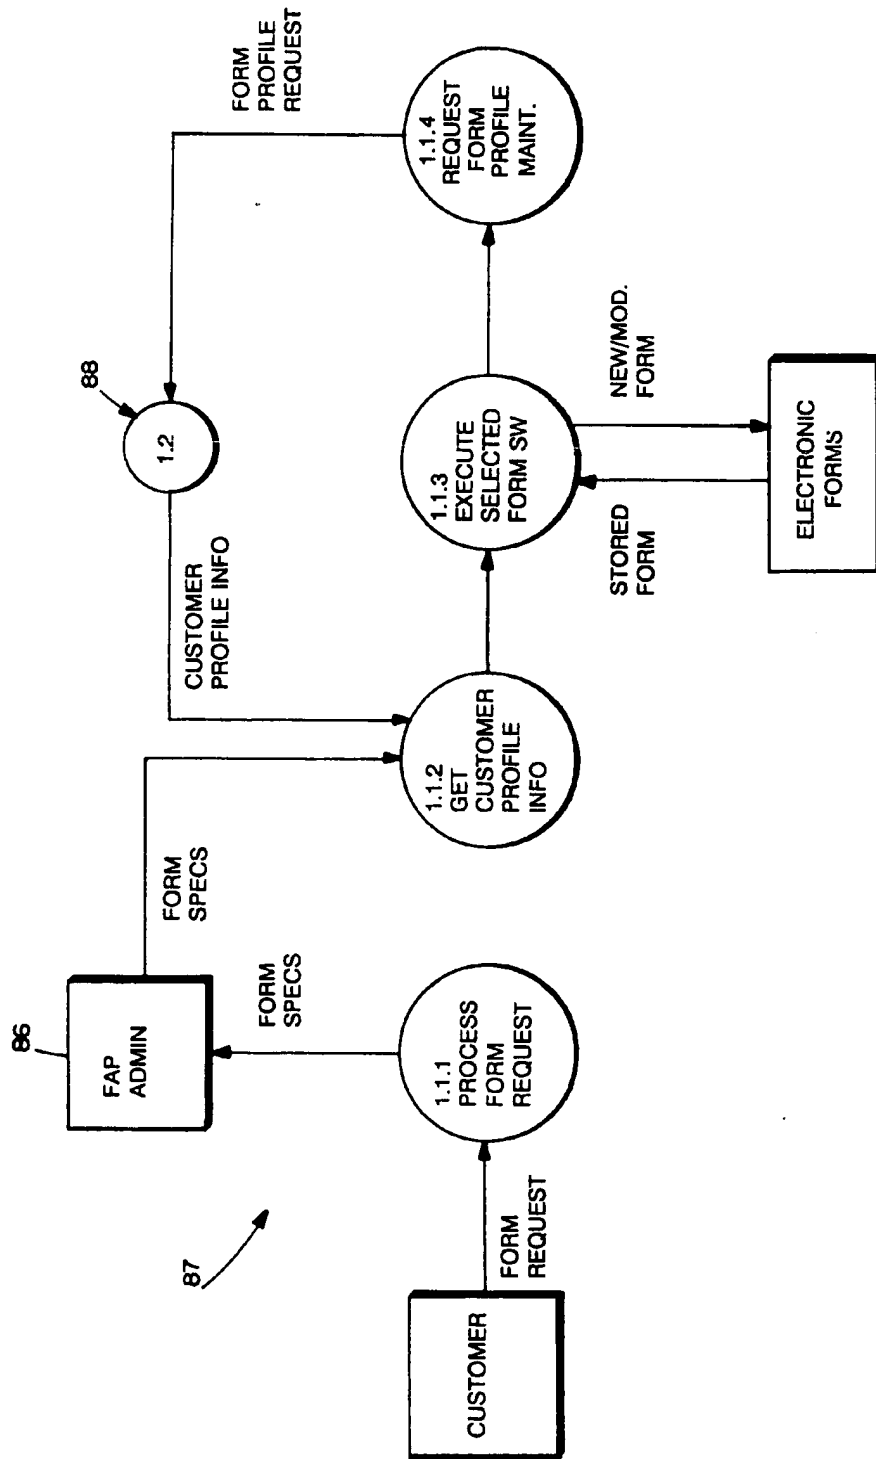 86
FAP
ADMIN
FORM
SPECS
FORM
SPECS
CUSTOMER
PROFILE INFO
88
1.2
FORM
PROFILE
REQUEST
87
CUSTOMER
FORM
REQUEST
1.1.1
PROCESS
FORM
REQUEST
1.1.2
GET
CUSTOMER
PROFILE
INFO
1.1.3
EXECUTE
SELECTED
FORM SW
1.1.4
REQUEST
FORM
PROFILE
MAINT.
STORED
FORM
NEW/MOD.
FORM
ELECTRONIC
FORMS